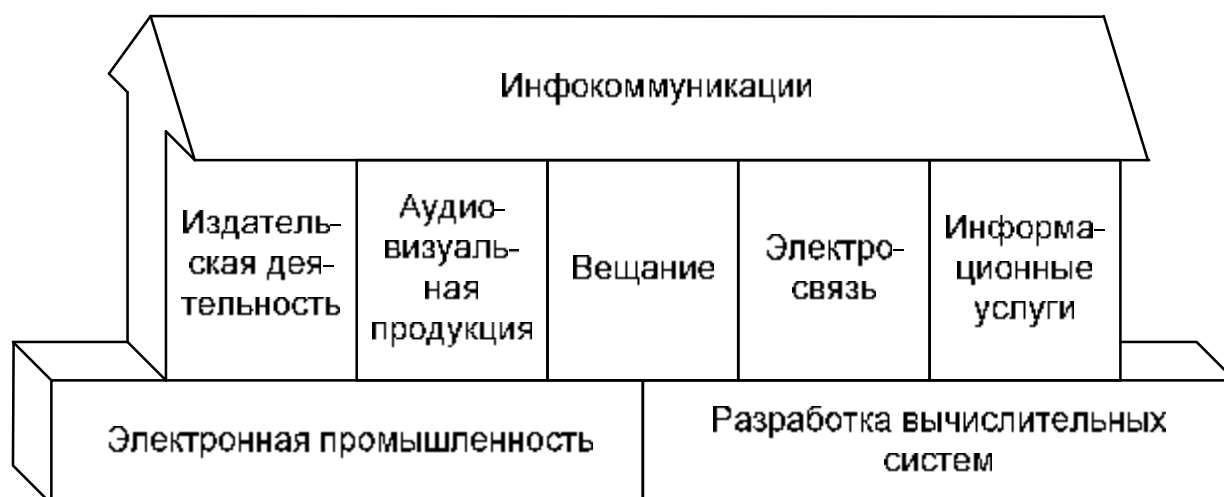 Инфокоммуникации
Издатель-
ская дея-
тельность
Аудио-
визуаль-
ная
продукция
Вещание
Электро-
связь
Информа-
ционные
услуги
Электронная промышленность
Разработка вычислительных
систем